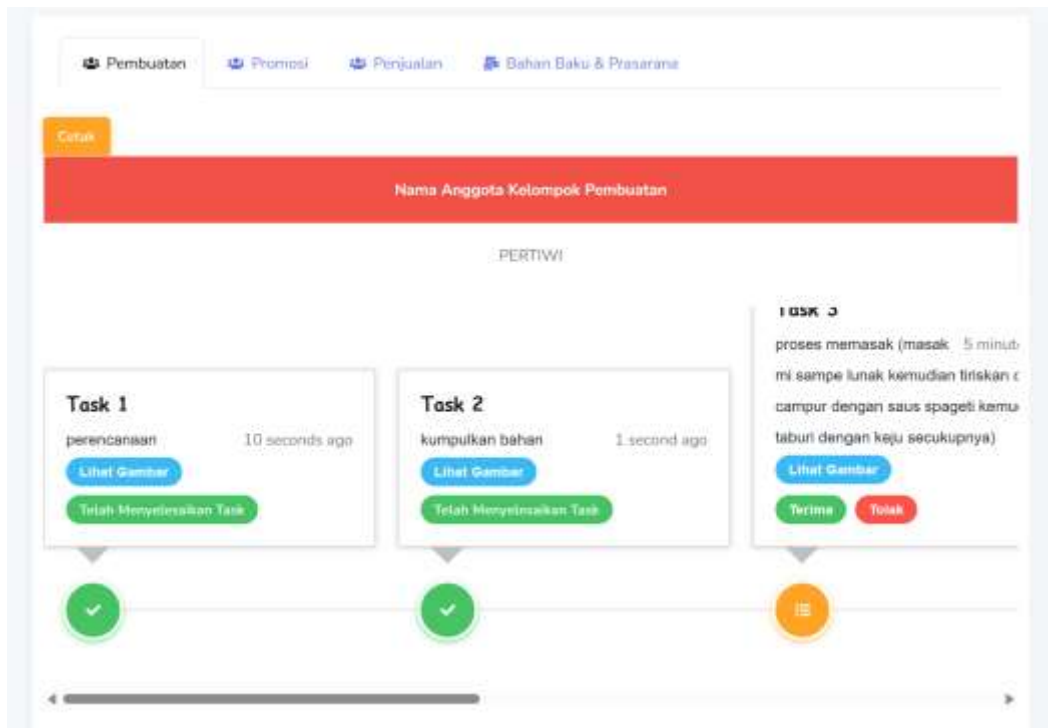 Pembuatan Promosi Penjualan Bahan Baku & Prasarana
Cetak
Nama Anggota Kelompok Pembuatan
PERTIWI
Task 1
perencanaan 10 seconds ago
Lihat Gambar
Telah Menyelesaikan Task
Task 2
kumpulkan bahan 1 second ago
Lihat Gambar
Telah Menyelesaikan Task
Task 3
proses memasak (masak 5 minut
mi sampe lunak kemudian tiriskan
campur dengan saus spageti kemu
taburi dengan keju secukupnya)
Lihat Gambar
Terima Tolak